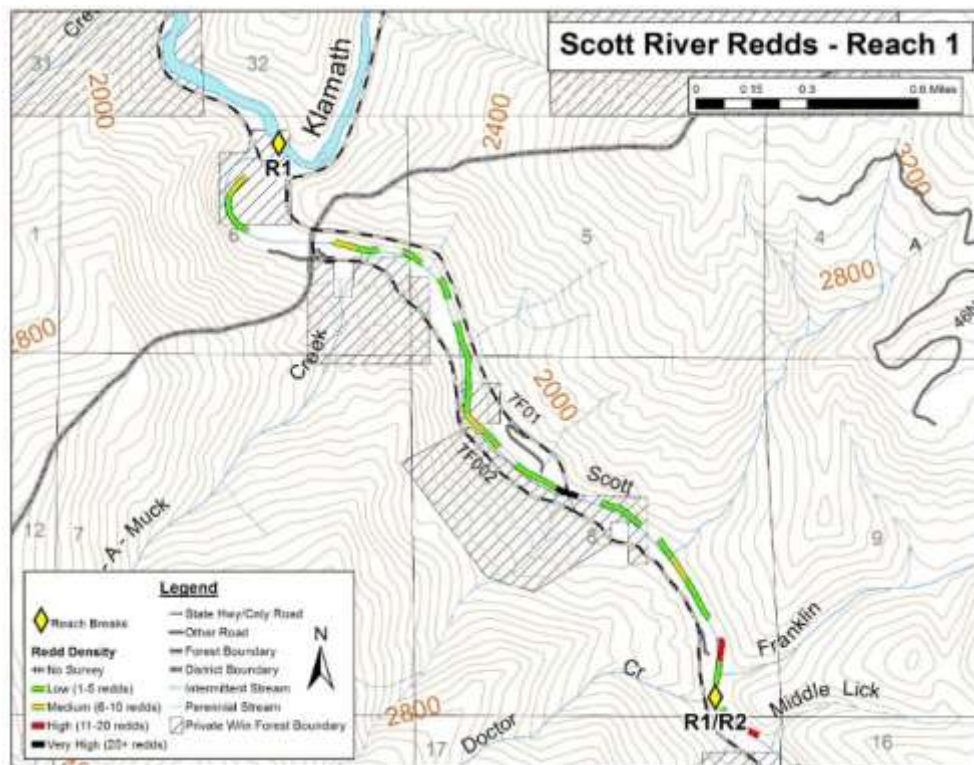 Scott River Redds - Reach 1
0 0.15 0.3 0.6 Miles
Creek
31
32
2000
Klamath
2400
3200
R1
1
6
5
4
A
2800
2800
46N
Creek
2000
7F01
7F002
Scott
12
7
- A - Muck
8
9
Franklin
Cr
Middle Lick
R1/R2
2800
Doctor
17
16
Legend
Reach Breaks
Redd Density
No Survey
Low (1-5 redds)
Medium (6-10 redds)
High (11-20 redds)
Very High (20+ redds)
State Hwy/Cnty Road
Other Road
Forest Boundary
District Boundary
Intermittent Stream
Perennial Stream
Private W/in Forest Boundary
N